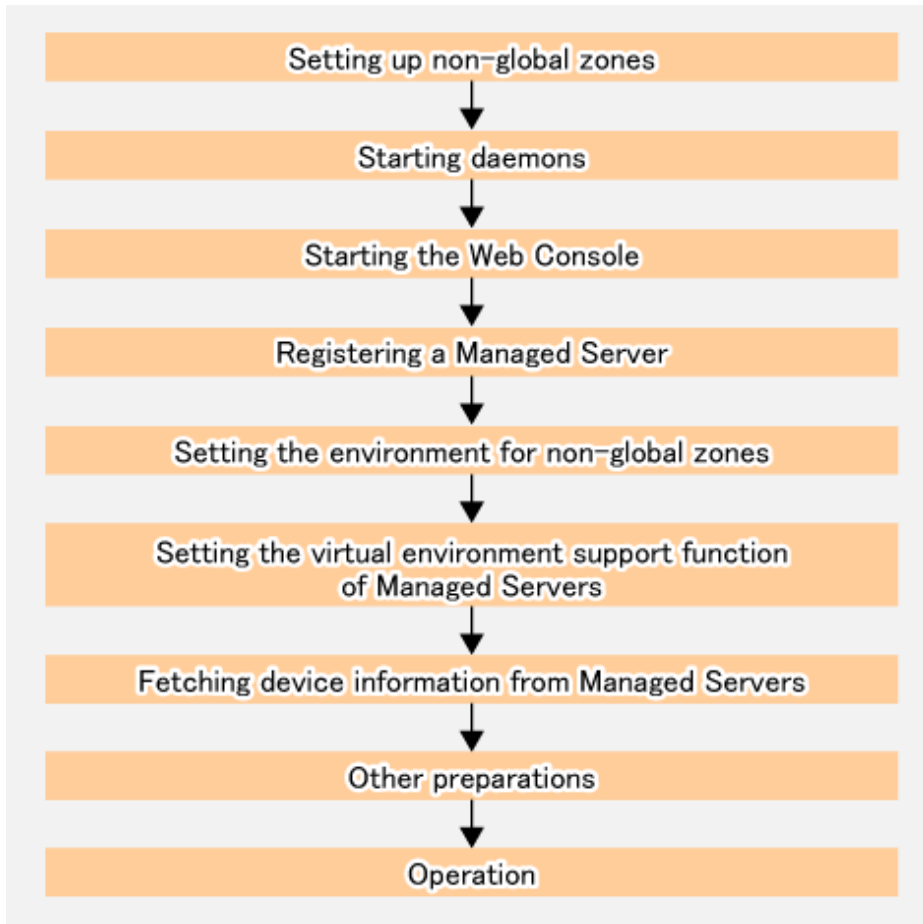 Setting up non-global zones
Starting daemons
Starting the Web Console
Registering a Managed Server
Setting the environment for non-global zones
Setting the virtual environment support function
of Managed Servers
Fetching device information from Managed Servers
Other preparations
Operation